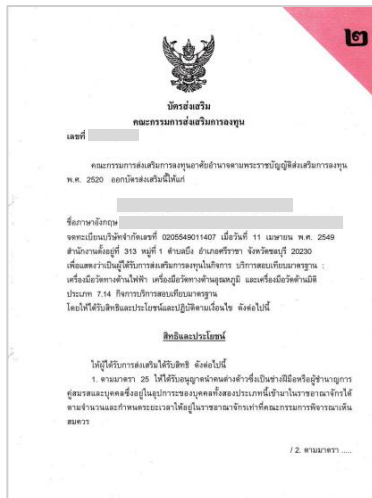 ๒
บัตรส่งเสริม
คณะกรรมการส่งเสริมการลงทุน
เลขที่
คณะกรรมการส่งเสริมการลงทุนอาศัยอำนาจตามพระราชบัญญัติส่งเสริมการลงทุน
พ.ศ. 2520 ออกบัตรส่งเสริมนี้ให้แก่
ชื่อภาษาอังกฤษ
จดทะเบียนบริษัทจำกัดเลขที่ 0205549011407 เมื่อวันที่ 11 เมษายน พ.ศ. 2549
สำนักงานตั้งอยู่ที่ 313 หมู่ที่ 1 ตำบลบึง อำเภอศรีราชา จังหวัดชลบุรี 20230
เพื่อแสดงว่าเป็นผู้ได้รับการส่งเสริมการลงทุนในกิจการ บริการสอบเทียบมาตรฐาน :
เครื่องมือวัดทางด้านไฟฟ้า เครื่องมือวัดทางด้านอุณหภูมิ และเครื่องมือวัดด้านมิติ
ประเภท 7.14 กิจการบริการสอบเทียบมาตรฐาน
โดยให้ได้รับสิทธิและประโยชน์และปฏิบัติตามเงื่อนไข ดังต่อไปนี้
สิทธิและประโยชน์
ให้ผู้ได้รับการส่งเสริมได้รับสิทธิ ดังต่อไปนี้
1. ตามมาตรา 25 ให้ได้รับอนุญาตนำคนต่างด้าวซึ่งเป็นช่างฝีมือหรือผู้ชำนาญการ
คู่สมรสและบุคคลซึ่งอยู่ในอุปการะของบุคคลทั้งสองประเภทนี้เข้ามาในราชอาณาจักรได้
ตามจำนวนและกำหนดระยะเวลาให้อยู่ในราชอาณาจักรเท่าที่คณะกรรมการพิจารณาเห็น
สมควร
/ 2. ตามมาตรา .....